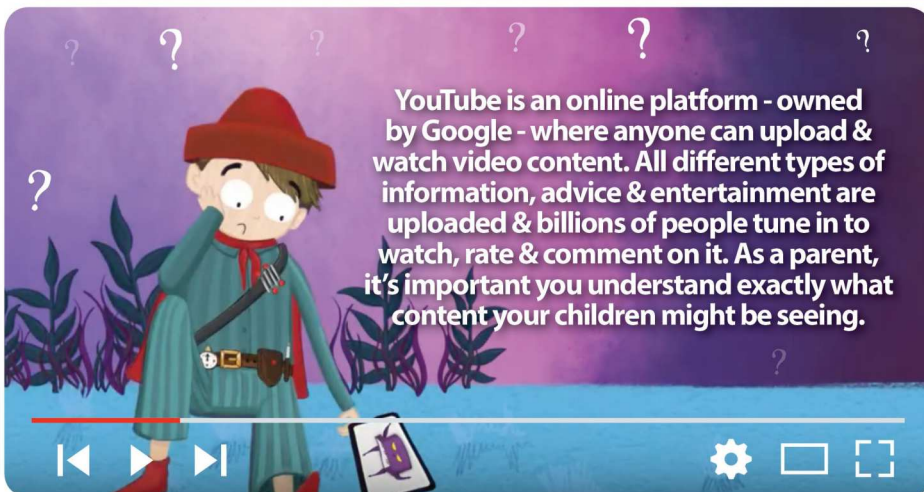 ? ? ? ? ? ?
YouTube is an online platform - owned
by Google - where anyone can upload &
watch video content. All different types of
?
information, advice & entertainment are
uploaded & billions of people tune in to
watch, rate & comment on it. As a parent,
it's important you understand exactly what
content your children might be seeing.
?